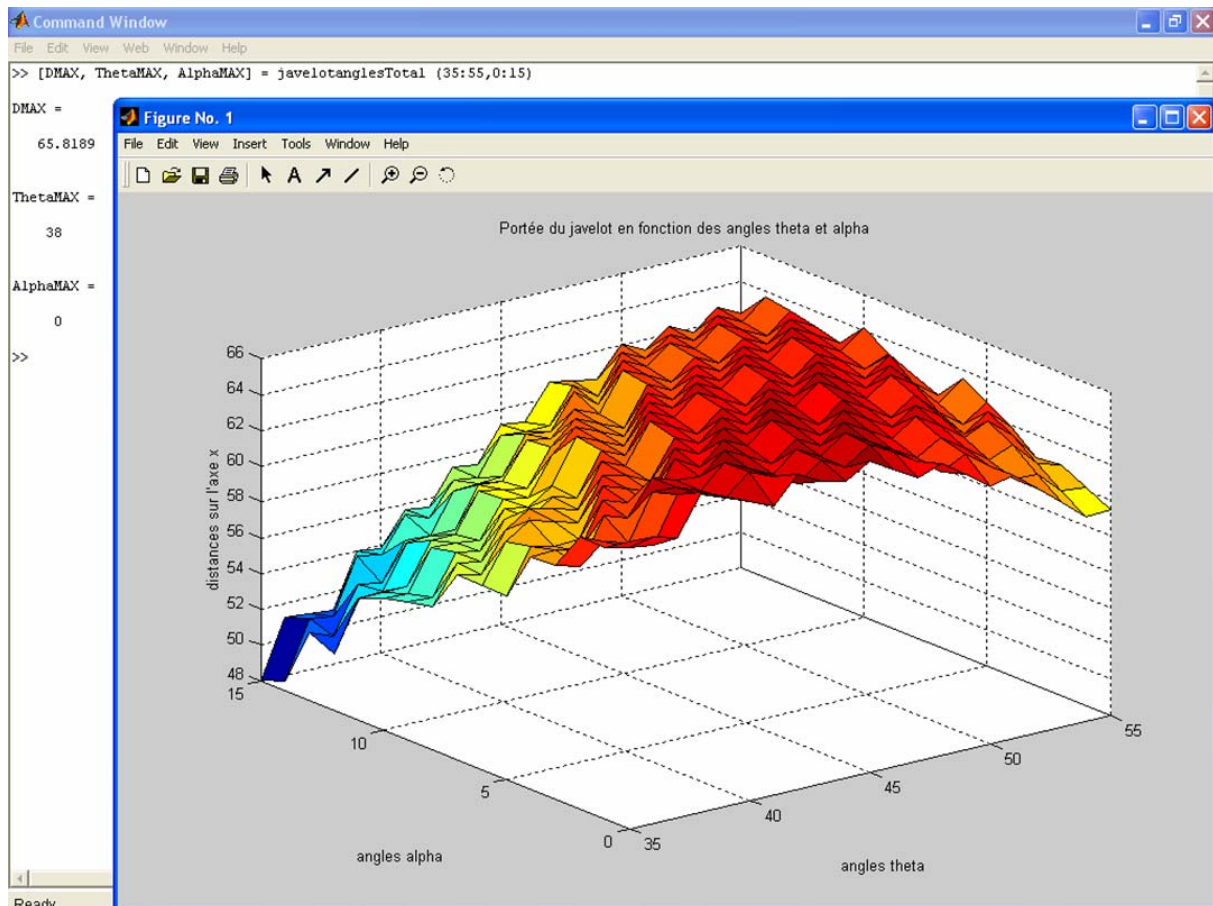 Command Window
File Edit View Web Window Help
>> [DMAX, ThetaMAX, AlphaMAX] = javelotanglesTotal (35:55,0:15)
DMAX =
65.8189
ThetaMAX =
38
AlphaMAX =
0
>>
Figure No. 1
File Edit View Insert Tools Window Help
Portée du javelot en fonction des angles theta et alpha
distances sur l'axe x
66
64
62
60
58
56
54
52
50
48
15
10
5
0
angles alpha
35
40
45
50
55
angles theta
Ready